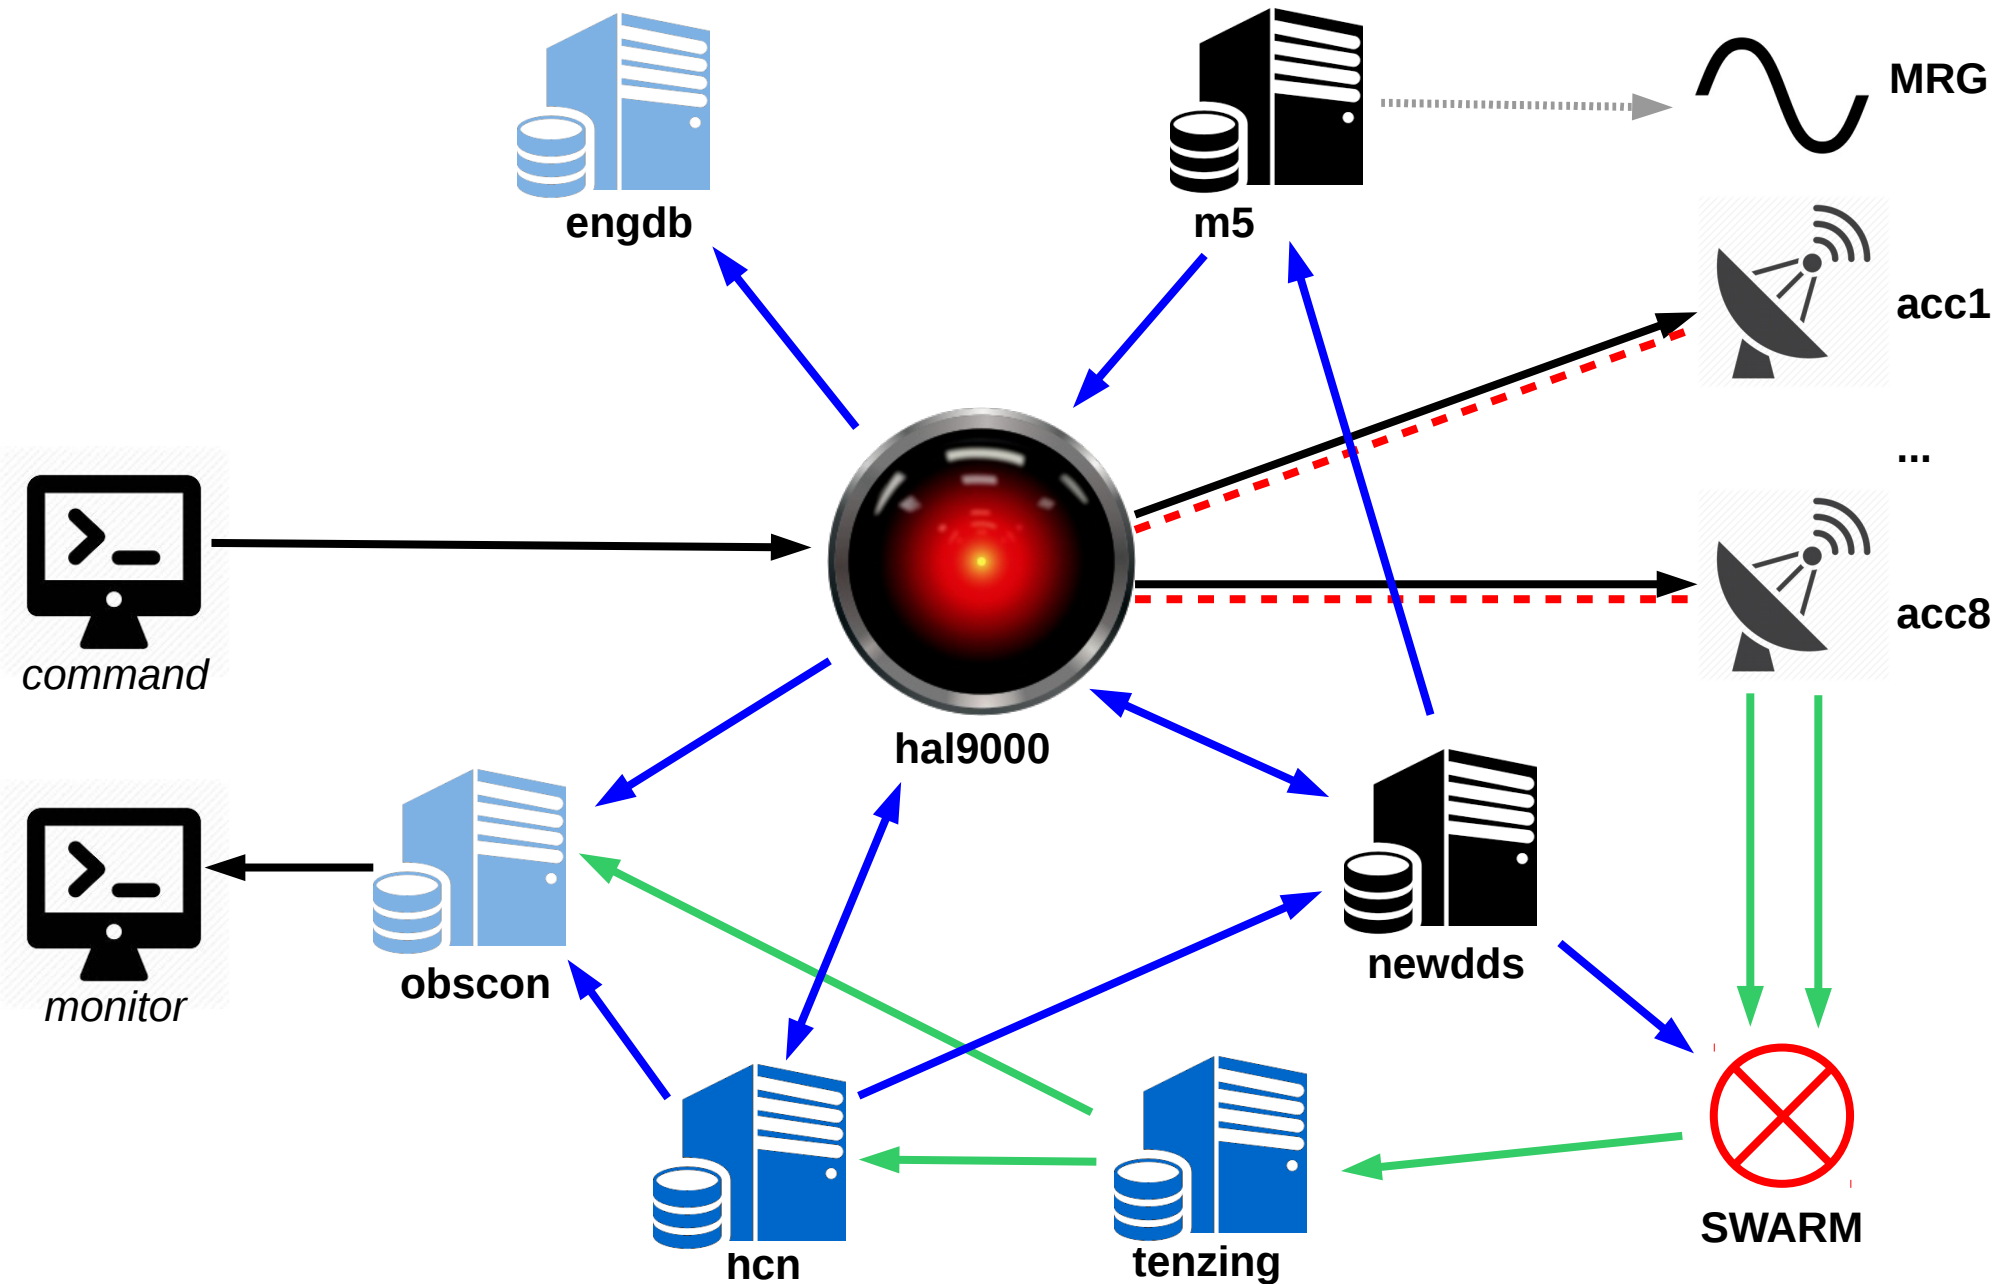 MRG
engdb
m5
acc1
...
acc8
command
hal9000
obscon
newdds
monitor
SWARM
hcn
tenzing